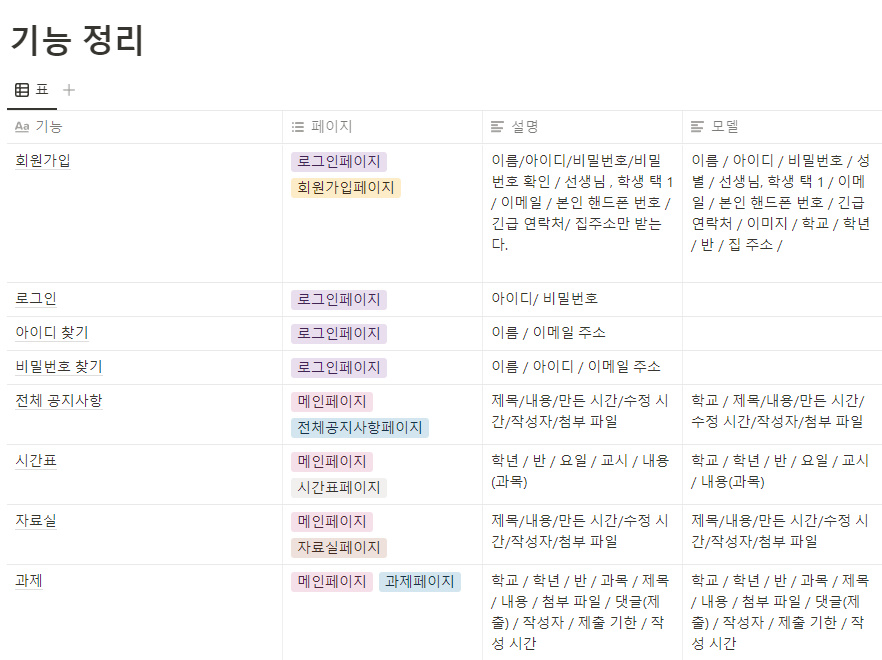 기능 정리
표
Aa 기능
페이지
설명
모델
회원가입
로그인페이지
회원가입페이지
이름/아이디/비밀번호/비밀
번호 확인 / 선생님 , 학생 택 1
/ 이메일 / 본인 핸드폰 번호 /
긴급 연락처/ 집주소만 받는
다.
이름 / 아이디 / 비밀번호 / 성
별 / 선생님, 학생 택 1 / 이메
일 / 본인 핸드폰 번호 / 긴급
연락처 / 이미지 / 학교 / 학년
/ 반 / 집 주소 /
로그인
로그인페이지
아이디/ 비밀번호
아이디 찾기
로그인페이지
이름 / 이메일 주소
비밀번호 찾기
로그인페이지
이름 / 아이디 / 이메일 주소
전체 공지사항
메인페이지
전체공지사항페이지
제목/내용/만든 시간/수정 시
간/작성자/첨부 파일
학교 / 제목/내용/만든 시간/
수정 시간/작성자/첨부 파일
시간표
메인페이지
시간표페이지
학년 / 반 / 요일 / 교시 / 내용
(과목)
학교 / 학년 / 반 / 요일 / 교시
/ 내용(과목)
자료실
메인페이지
자료실페이지
제목/내용/만든 시간/수정 시
간/작성자/첨부 파일
제목/내용/만든 시간/수정 시
간/작성자/첨부 파일
과제
메인페이지 과제페이지
학교 / 학년 / 반 / 과목 / 제목
/ 내용 / 첨부 파일 / 댓글(제
출) / 작성자 / 제출 기한 / 작
성 시간
학교 / 학년 / 반 / 과목 / 제목
/ 내용 / 첨부 파일 / 댓글(제
출) / 작성자 / 제출 기한 / 작
성 시간